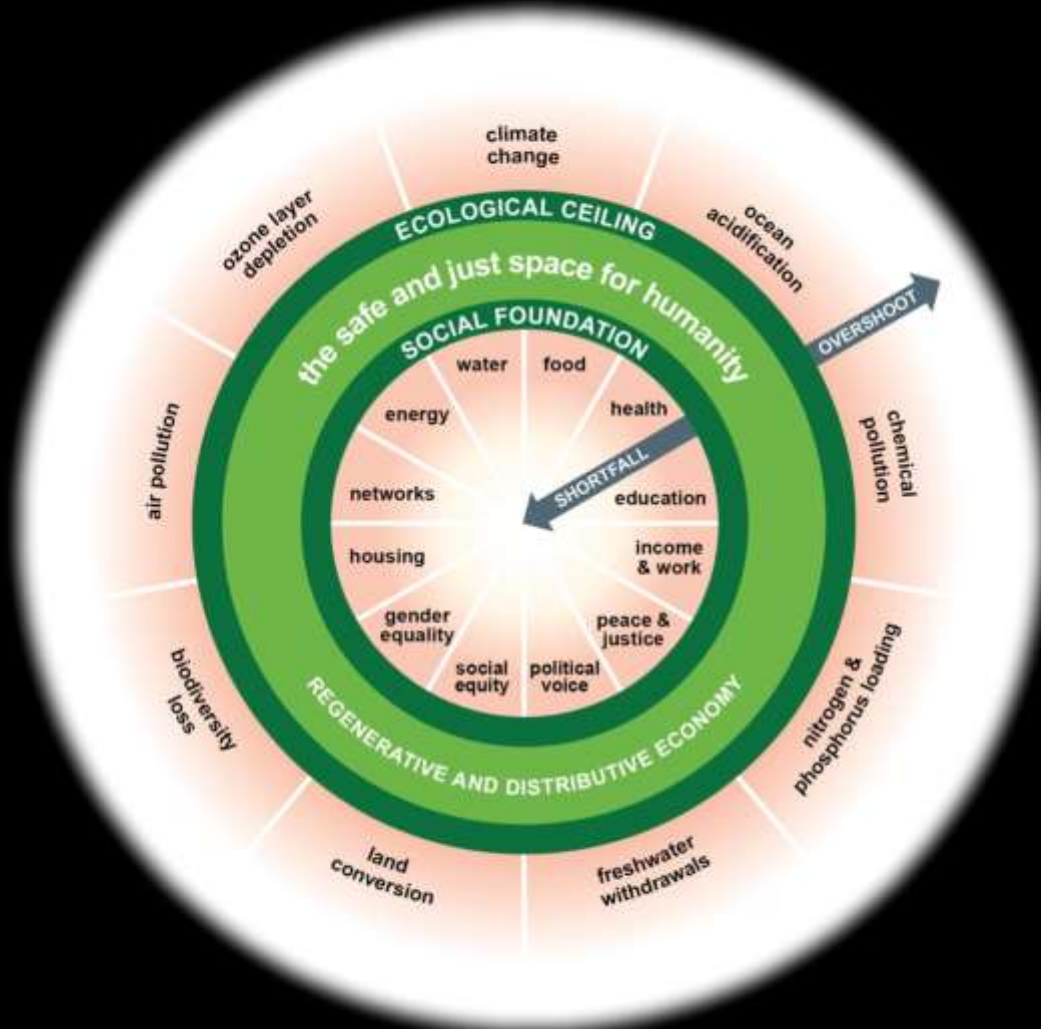 climate
change
ocean
acidification
OVERSHOOT
chemical
pollution
nitrogen &
phosphorus loading
freshwater
withdrawals
land
conversion
biodiversity
loss
air pollution
ozone layer
depletion
ECOLOGICAL CEILING
the safe and just space for humanity
SOCIAL FOUNDATION
water
food
health
SHORTFALL
education
income
& work
peace &
justice
political
voice
social
equity
gender
equality
housing
networks
energy
REGENERATIVE AND DISTRIBUTIVE ECONOMY